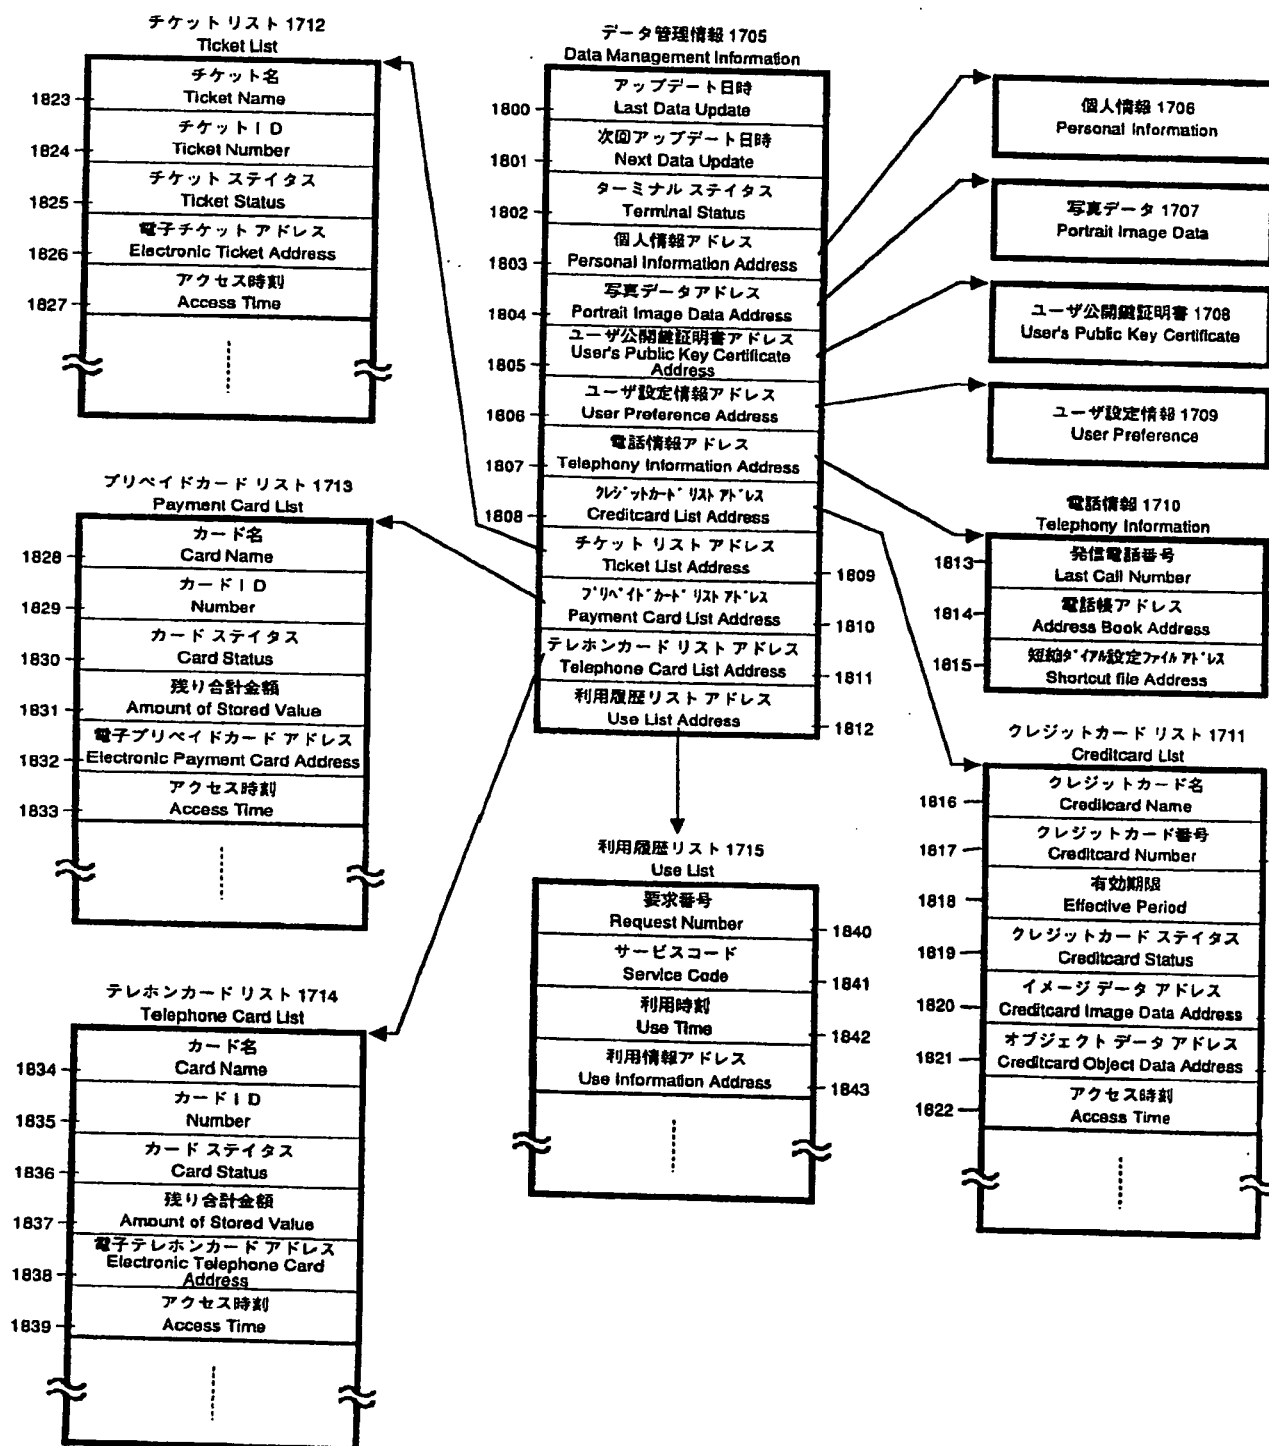 チケット リスト 1712
Ticket List
チケット名
Ticket Name
1823
チケットID
Ticket Number
1824
チケット ステイタス
Ticket Status
1825
電子チケット アドレス
Electronic Ticket Address
1826
アクセス時刻
Access Time
1827
プリペイドカード リスト 1713
Payment Card List
カード名
Card Name
1828
カードID
Number
1829
カード ステイタス
Card Status
1830
残り合計金額
Amount of Stored Value
1831
電子プリペイドカード アドレス
Electronic Payment Card Address
1832
アクセス時刻
Access Time
1833
テレホンカード リスト 1714
Telephone Card List
カード名
Card Name
1834
カードID
Number
1835
カード ステイタス
Card Status
1836
残り合計金額
Amount of Stored Value
1837
電子テレホンカード アドレス
Electronic Telephone Card
Address
1838
アクセス時刻
Access Time
1839
データ管理情報 1705
Data Management Information
アップデート日時
Last Data Update
1800
次回アップデート日時
Next Data Update
1801
ターミナル ステイタス
Terminal Status
1802
個人情報アドレス
Personal Information Address
1803
写真データアドレス
Portrait Image Data Address
1804
ユーザ公開鍵証明書アドレス
User's Public Key Certificate
Address
1805
ユーザ設定情報アドレス
User Preference Address
1806
電話情報アドレス
Telephony Information Address
1807
クレジットカード リスト アドレス
Creditcard List Address
1808
チケット リスト アドレス
Ticket List Address
1809
プリペイドカード リスト アドレス
Payment Card List Address
1810
テレホンカード リスト アドレス
Telephone Card List Address
1811
利用履歴リスト アドレス
Use List Address
1812
利用履歴リスト 1715
Use List
要求番号
Request Number
1840
サービスコード
Service Code
1841
利用時刻
Use Time
1842
利用情報アドレス
Use Information Address
1843
個人情報 1706
Personal Information
写真データ 1707
Portrait Image Data
ユーザ公開鍵証明書 1708
User's Public Key Certificate
ユーザ設定情報 1709
User Preference
電話情報 1710
Telephony Information
発信電話番号
Last Call Number
1813
電話帳アドレス
Address Book Address
1814
短縮ダイアル設定ファイル アドレス
Shortcut file Address
1815
クレジットカード リスト 1711
Creditcard List
クレジットカード名
Creditcard Name
1816
クレジットカード番号
Creditcard Number
1817
有効期限
Effective Period
1818
クレジットカード ステイタス
Creditcard Status
1819
イメージ データ アドレス
Creditcard Image Data Address
1820
オブジェクト データ アドレス
Creditcard Object Data Address
1821
アクセス時刻
Access Time
1822